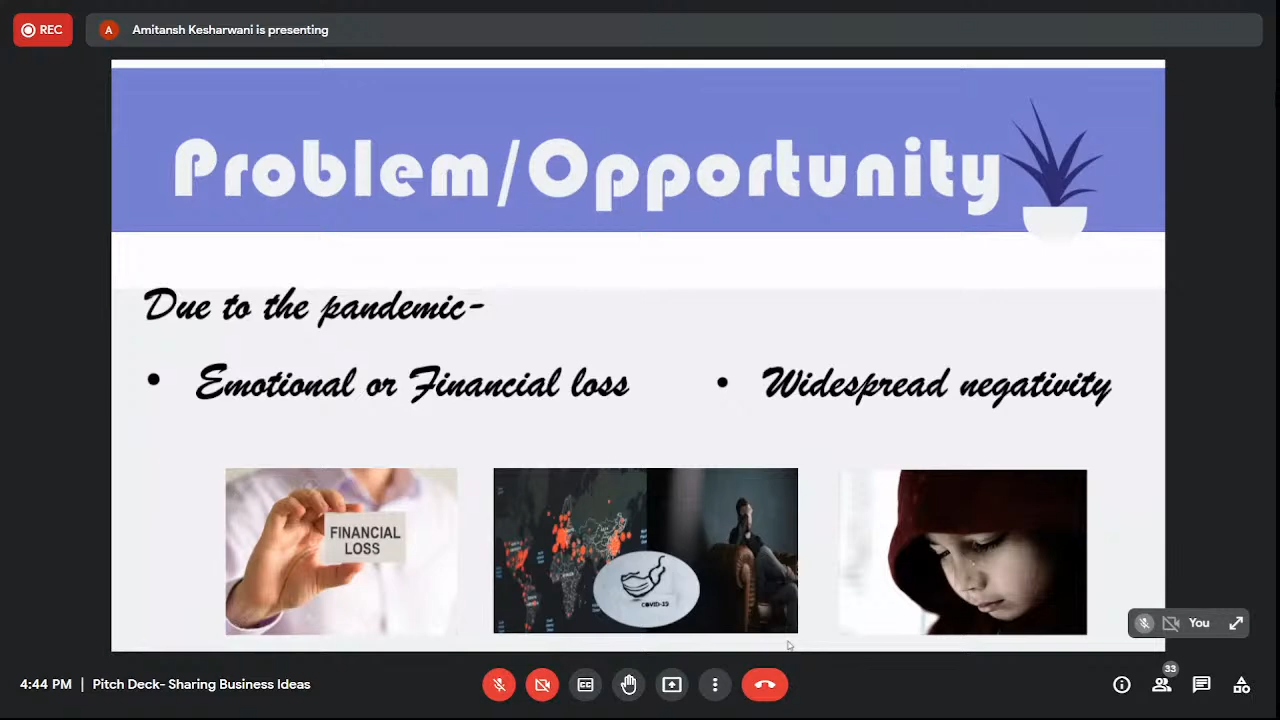 REC
A
Amitansh Kesharwani is presenting
Problem/Opportunity
Due to the pandemic-
• Emotional or Financial loss
• Widespread negativity
FINANCIAL
LOSS
COVID-19
You
33
4:44 PM | Pitch Deck- Sharing Business Ideas